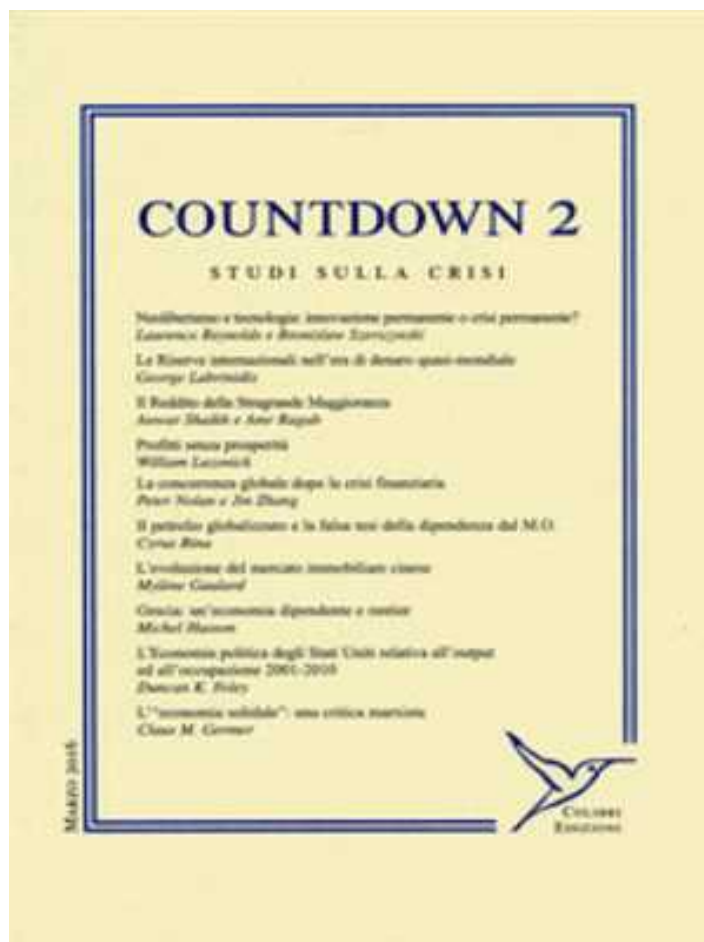 COUNTDOWN 2
STUDI SULLA CRISI
Neoliberismo e tecnologia: innovazione permanente o crisi permanente?
Laurence Reynolds e Bronislaw Szerszynski
Le Riserve internazionali nell'era di denaro quasi-mondiale
George Labrinidis
Il Reddito della Stragrande Maggioranza
Anwar Shaikh e Amr Ragab
Profitti senza prosperità
William Lazonick
La concorrenza globale dopo la crisi finanziaria
Peter Nolan e Jin Zhang
Il petrolio globalizzato e la falsa tesi della dipendenza dal M.O.
Cyrus Bina
L'evoluzione del mercato immobiliare cinese
Mylène Gaulard
Grecia: un'economia dipendente e rentier
Michel Husson
L'Economia politica degli Stati Uniti relativa all'output
ed all'occupazione 2001-2010
Duncan K. Foley
L'"economia solidale": una critica marxista
Claus M. Germer
MARZO
COLIBRÌ
EDIZIONI